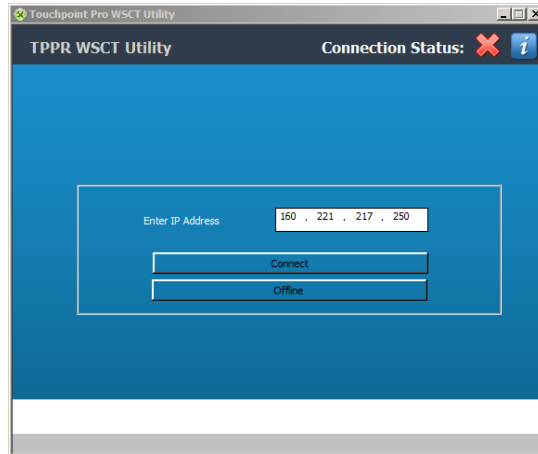 Touchpoint Pro WSCT Utility
TPPR WSCT Utility Connection Status: i
Enter IP Address 160 . 221 . 217 . 250
Connect
Offline